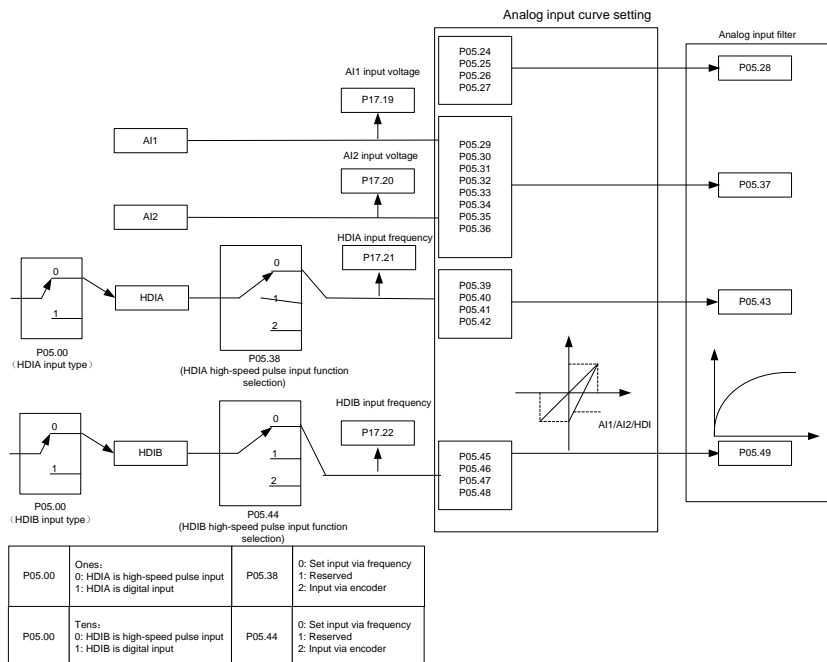 Analog input curve setting
Analog input filter
P05.24
P05.25
P05.26
P05.27
P05.28
AI1 input voltage
P17.19
AI1
AI2 input voltage
P17.20
AI2
P05.29
P05.30
P05.31
P05.32
P05.33
P05.34
P05.35
P05.36
P05.37
HDIA input frequency
P17.21
0
1
HDIA
0
1
2
P05.39
P05.40
P05.41
P05.42
P05.43
P05.00
（HDIA input type）
P05.38
(HDIA high-speed pulse input function
selection)
AI1/AI2/HDI
HDIB input frequency
P17.22
0
1
HDIB
0
1
2
P05.45
P05.46
P05.47
P05.48
P05.49
P05.00
（HDIB input type）
P05.44
(HDIB high-speed pulse input function
selection)
P05.00
Ones：
0: HDIA is high-speed pulse input
1: HDIA is digital input
P05.38
0: Set input via frequency
1: Reserved
2: Input via encoder
P05.00
Tens：
0: HDIB is high-speed pulse input
1: HDIB is digital input
P05.44
0: Set input via frequency
1: Reserved
2: Input via encoder